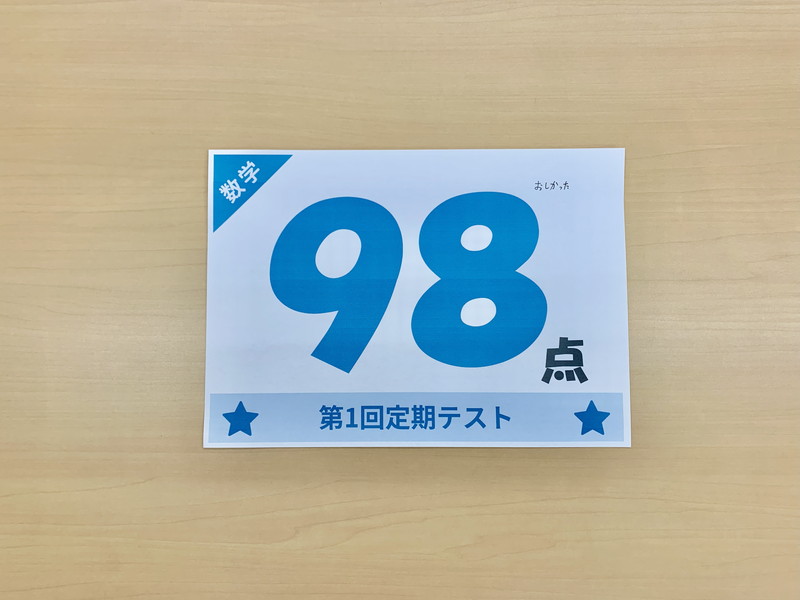 数学
おしかった
98
点
第1回定期テスト